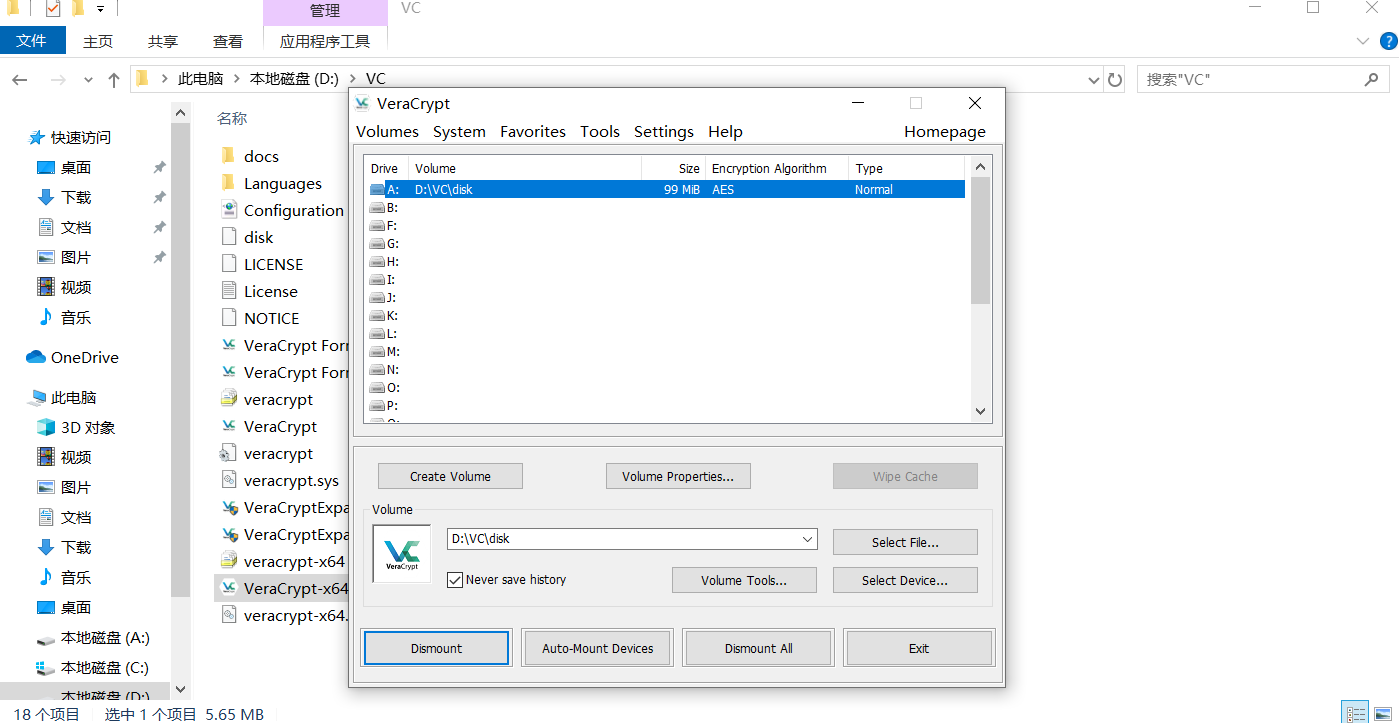 管理 VC
文件 主页 共享 查看 应用程序工具
此电脑 本地磁盘 (D:) VC 搜索"VC"
快速访问
桌面
下载
文档
图片
视频
音乐
OneDrive
此电脑
3D 对象
视频
图片
文档
下载
音乐
桌面
本地磁盘 (A:)
本地磁盘 (C:)
本地磁盘 (D:)
名称
docs
Languages
Configuration
disk
LICENSE
License
NOTICE
VeraCrypt Forr
VeraCrypt Forr
veracrypt
VeraCrypt
veracrypt
veracrypt.sys
VeraCryptExpa
VeraCryptExpa
veracrypt-x64
VeraCrypt-x64
veracrypt-x64.
VeraCrypt
Volumes System Favorites Tools Settings Help Homepage
Drive Volume Size Encryption Algorithm Type
A: D:\VC\disk 99 MiB AES Normal
B:
F:
G:
H:
I:
J:
K:
L:
M:
N:
O:
P:
Create Volume Volume Properties... Wipe Cache
Volume
VeraCrypt
D:\VC\disk Select File...
Never save history Volume Tools... Select Device...
Dismount Auto-Mount Devices Dismount All Exit
18 个项目 选中 1 个项目 5.65 MB